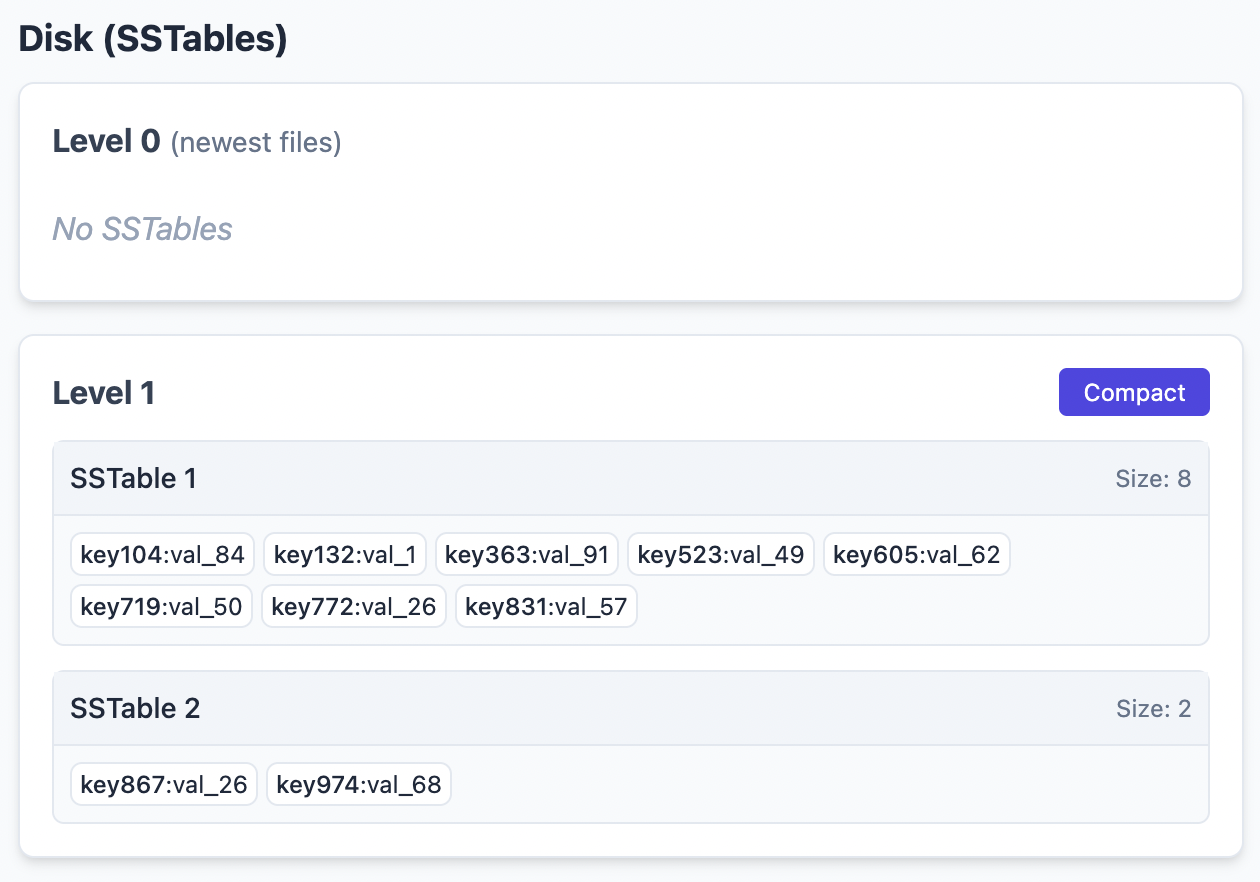 Disk (SSTables)
Level 0 (newest files)
No SSTables
Level 1
Compact
SSTable 1
Size: 8
key104:val_84 key132:val_1 key363:val_91 key523:val_49 key605:val_62
key719:val_50 key772:val_26 key831:val_57
SSTable 2
Size: 2
key867:val_26 key974:val_68